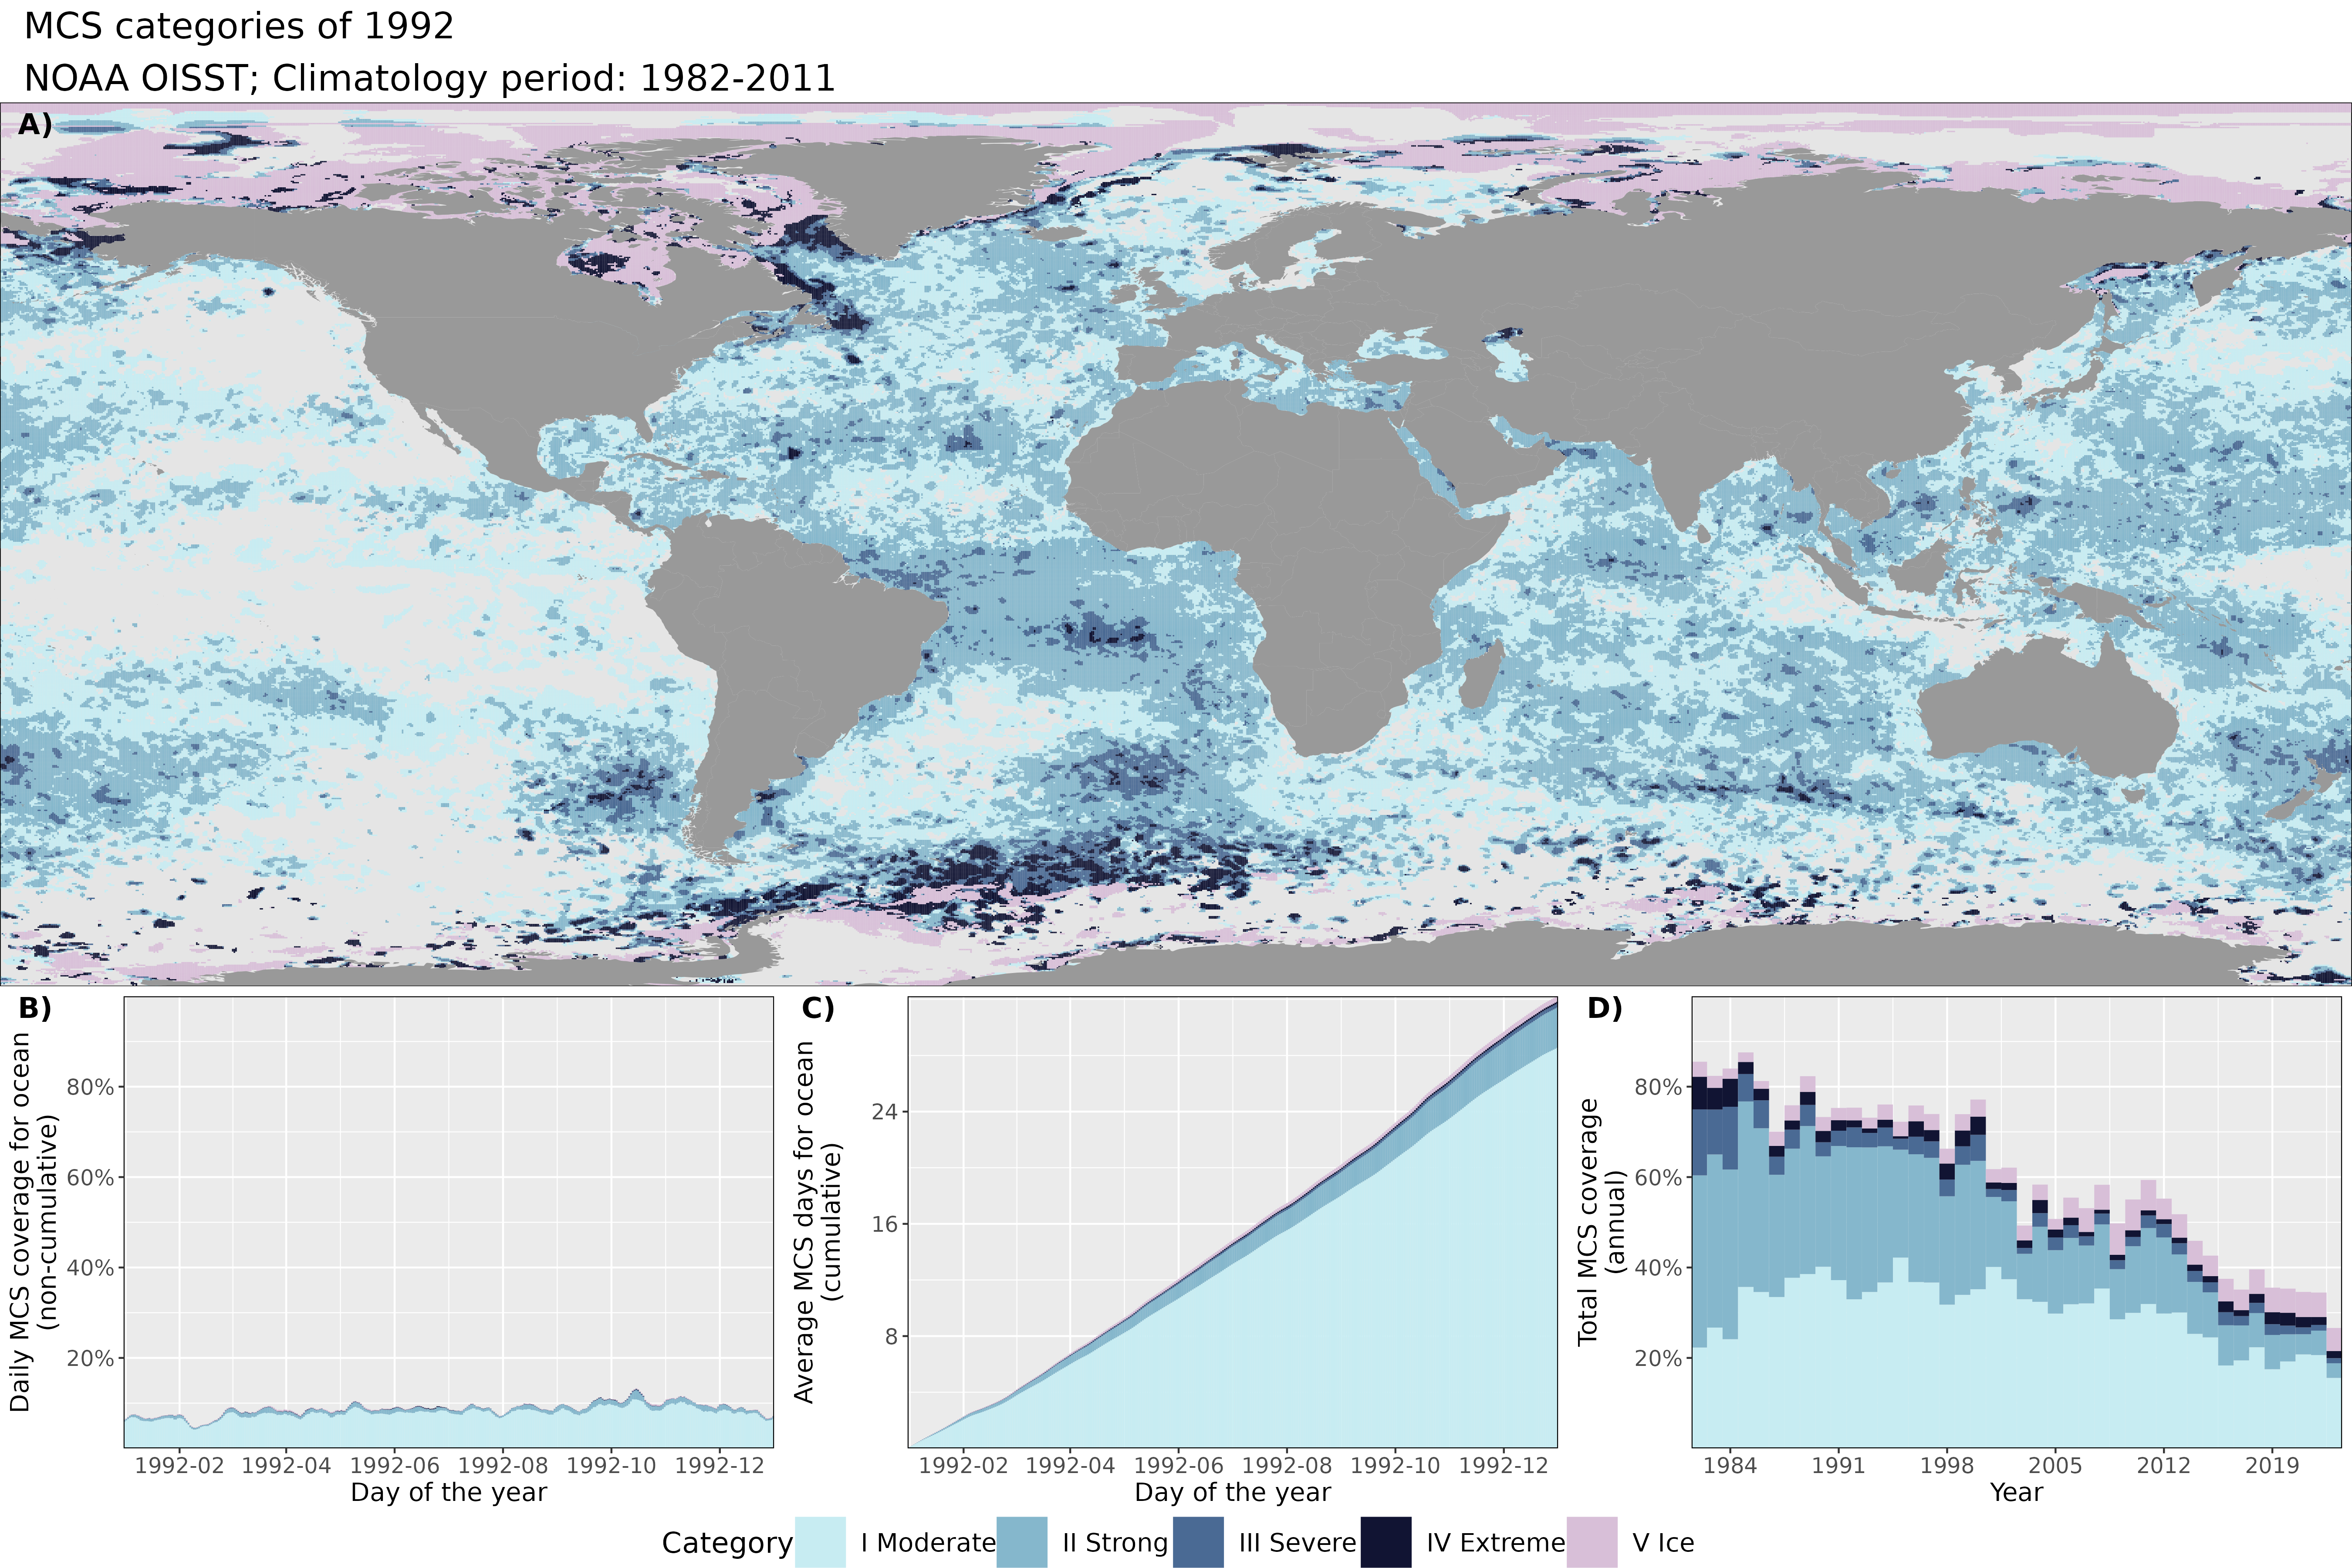 MCS categories of 1992
NOAA OISST; Climatology period: 1982-2011
A)
B)
Daily MCS coverage for ocean
(non-cumulative)
80%
60%
40%
20%
1992-02 1992-04 1992-06 1992-08 1992-10 1992-12
Day of the year
C)
Average MCS days for ocean
(cumulative)
24
16
8
1992-02 1992-04 1992-06 1992-08 1992-10 1992-12
Day of the year
D)
Total MCS coverage
(annual)
80%
60%
40%
20%
1984 1991 1998 2005 2012 2019
Year
Category I Moderate II Strong III Severe IV Extreme V Ice